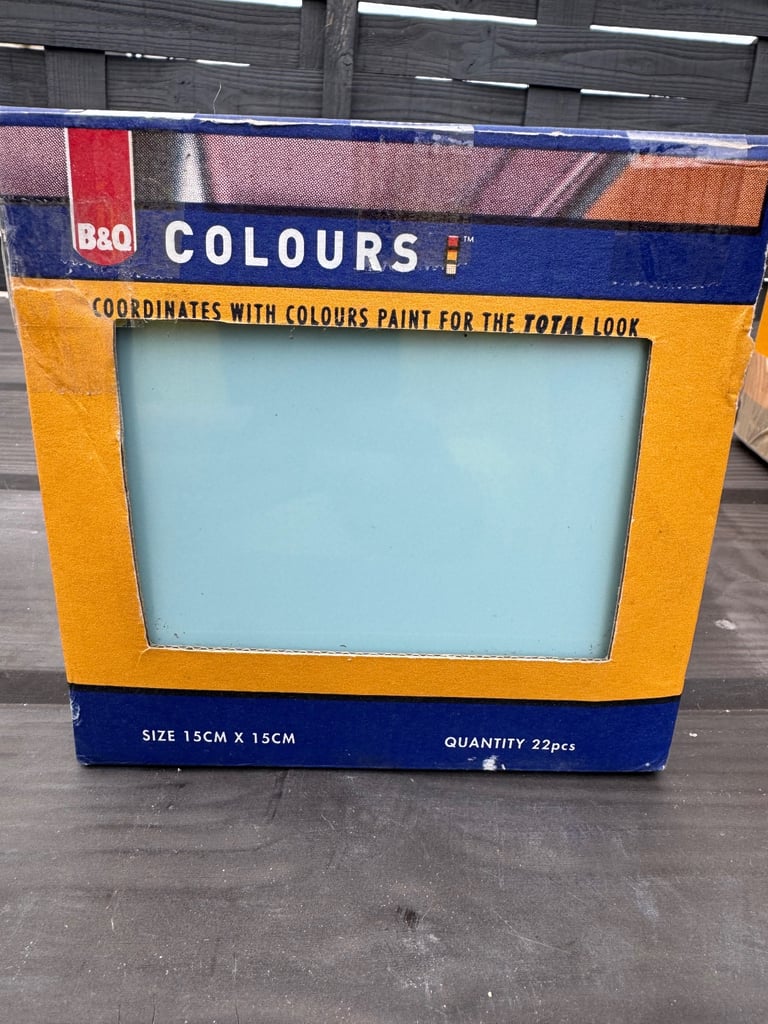 B&Q
COLOURS ™
COORDINATES WITH COLOURS PAINT FOR THE TOTAL LOOK
SIZE 15CM X 15CM
QUANTITY 22pcs